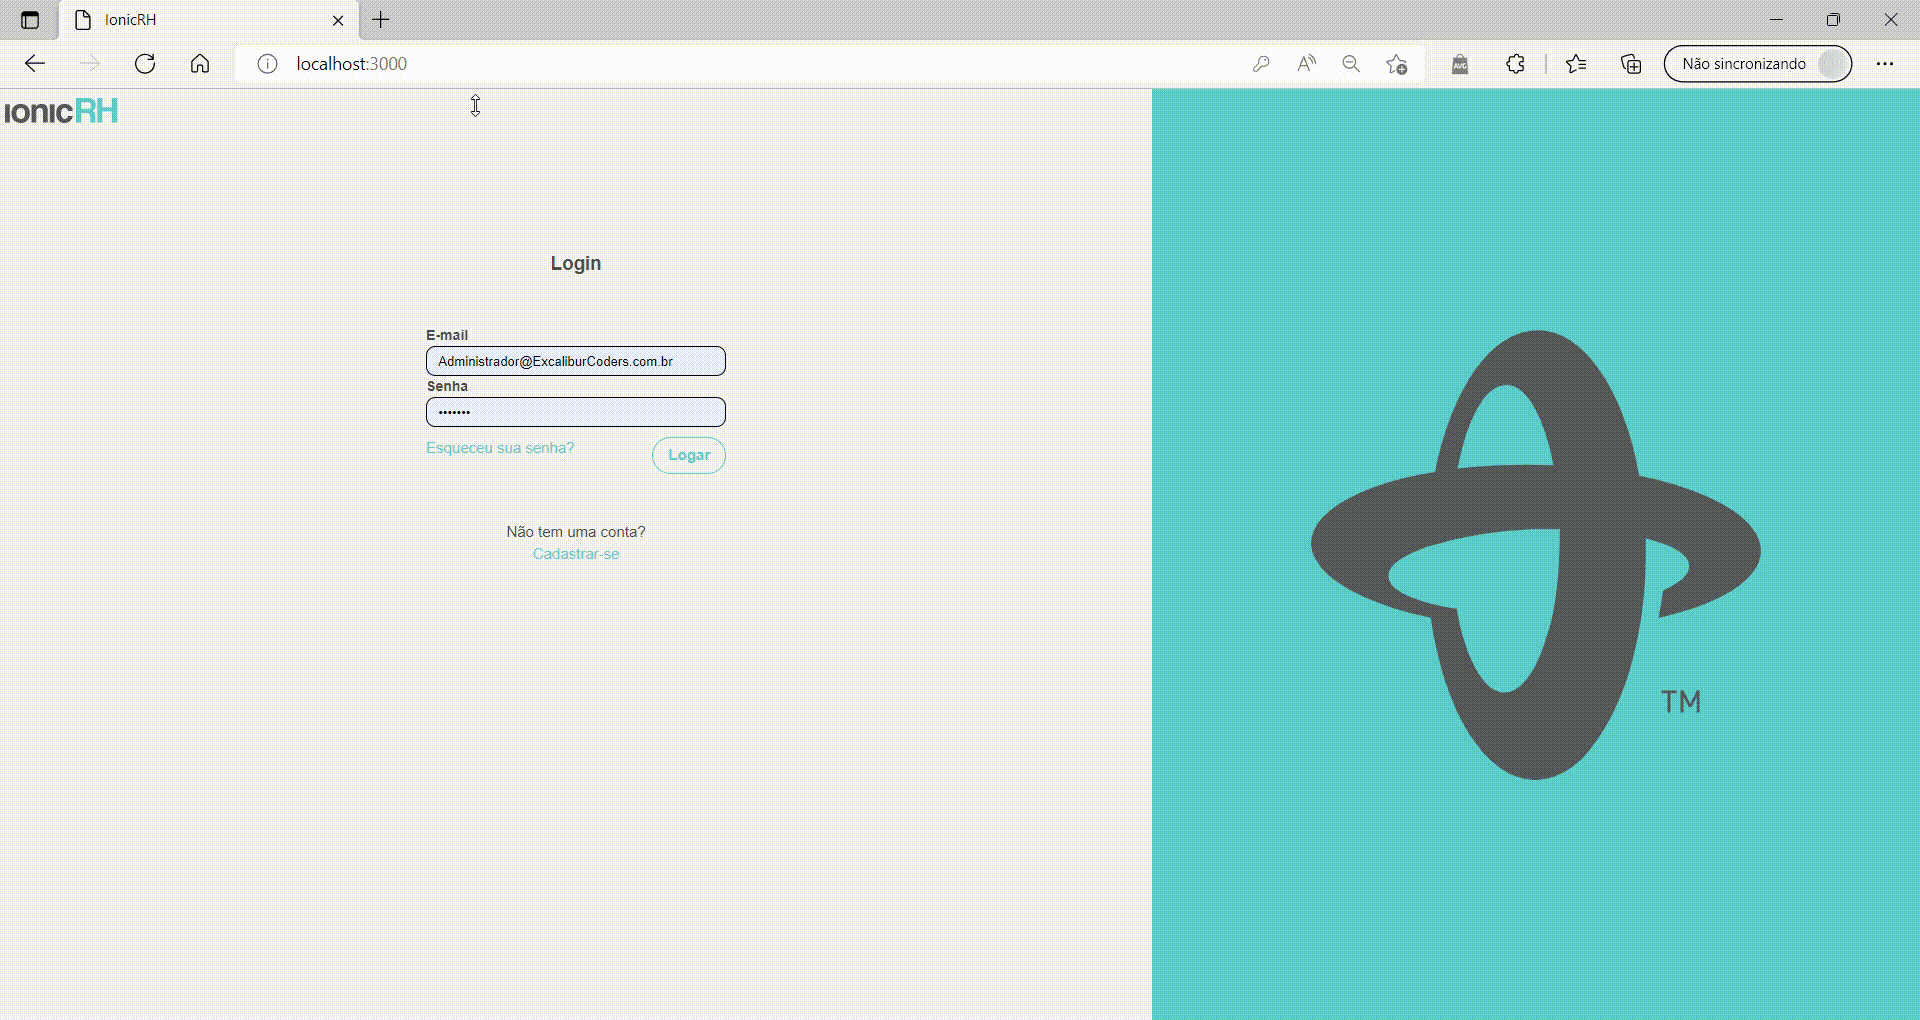 IonicRH
localhost:3000
AVG
Não sincronizando
ionicRH
Login
E-mail
Administrador@ExcaliburCoders.com.br
Senha
•••••••
Esqueceu sua senha?
Logar
Não tem uma conta?
Cadastrar-se
TM